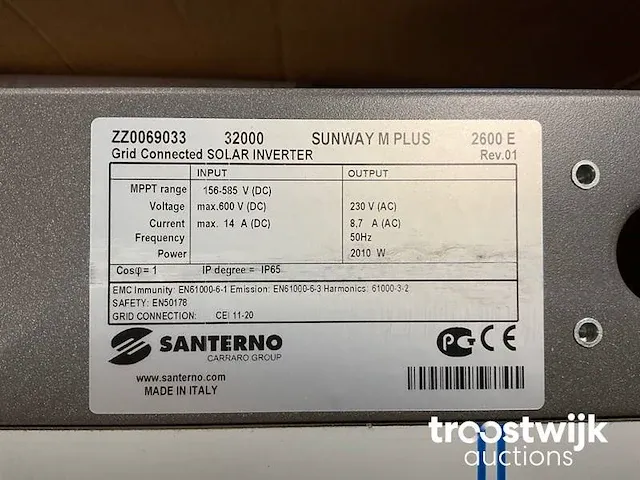 ZZ0069033 32000 SUNWAY M PLUS 2600 E
Grid Connected SOLAR INVERTER Rev.01
INPUT OUTPUT
MPPT range 156-585 V (DC)
Voltage max.600 V (DC) 230 V (AC)
Current max. 14 A (DC) 8,7 A (AC)
Frequency 50Hz
Power 2010 W
Cosφ= 1 IP degree = IP65
EMC Immunity: EN61000-6-1 Emission: EN61000-6-3 Harmonics: 61000-3-2
SAFETY: EN50178
GRID CONNECTION: CEI 11-20
SANTERNO
CARRARO GROUP
PG CE
www.santerno.com
MADE IN ITALY
troostwijk
auctions